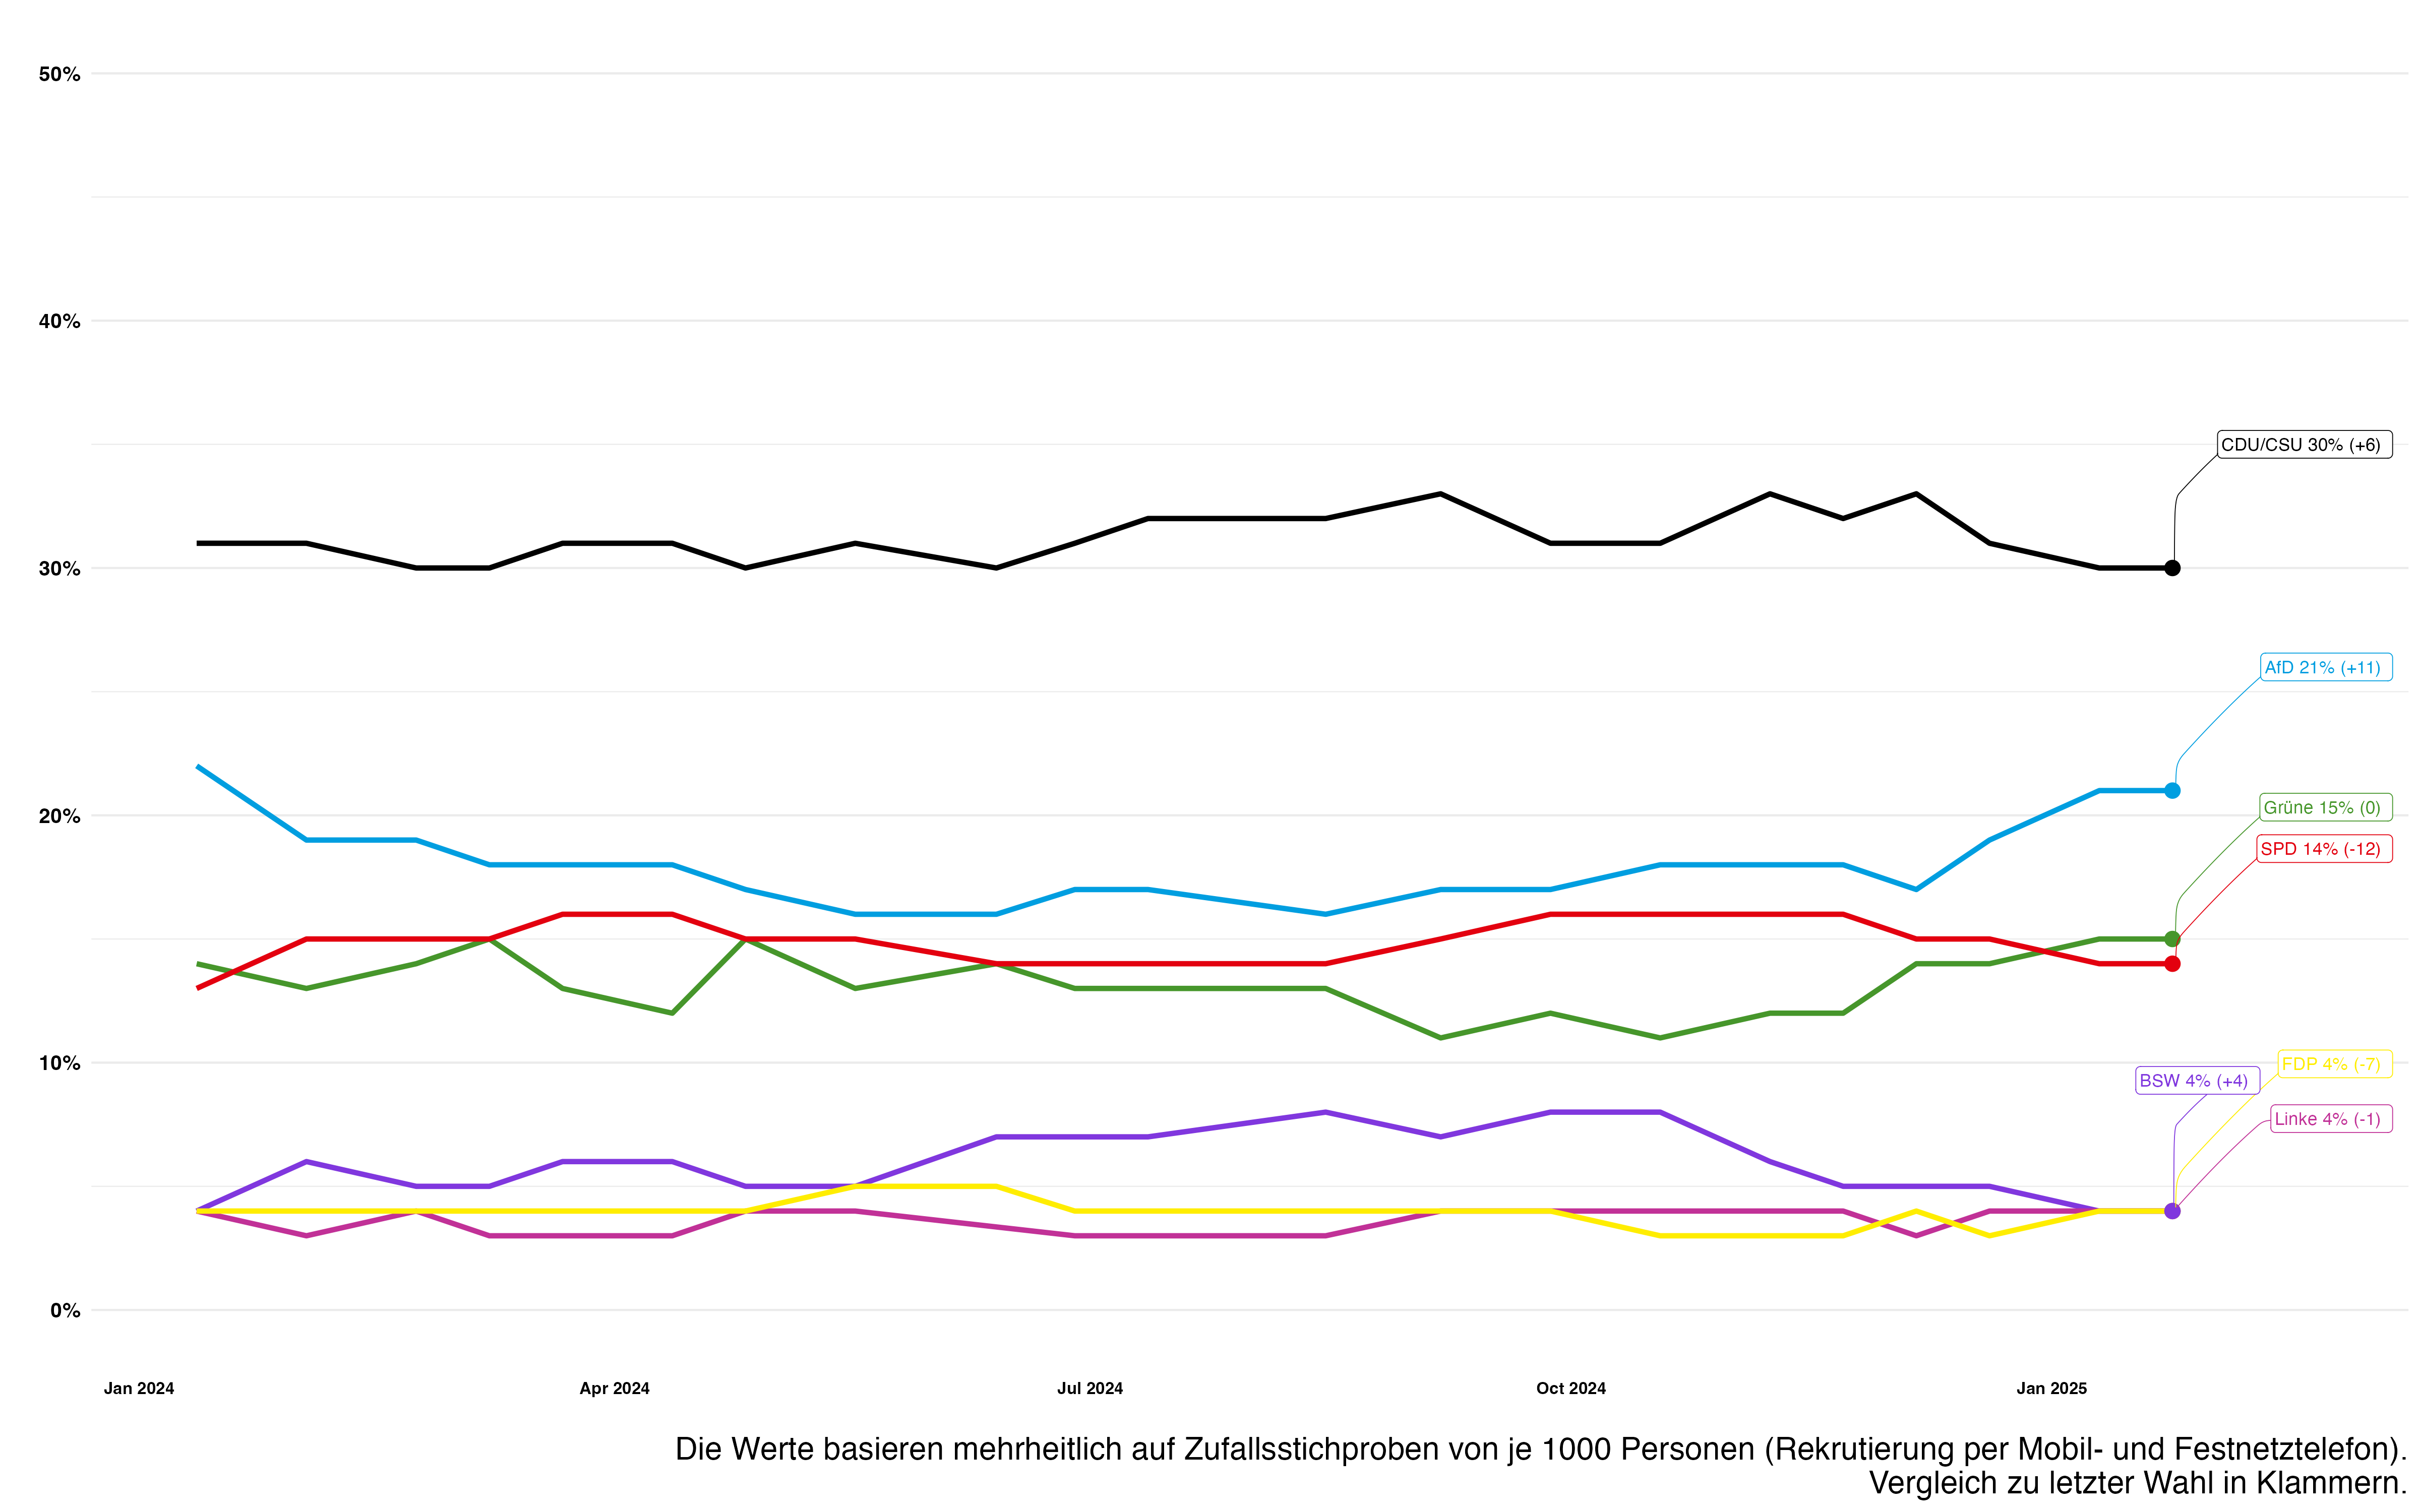 50%
40%
30%
20%
10%
0%
CDU/CSU 30% (+6)
AfD 21% (+11)
Grüne 15% (0)
SPD 14% (-12)
FDP 4% (-7)
BSW 4% (+4)
Linke 4% (-1)
Jan 2024 Apr 2024 Jul 2024 Oct 2024 Jan 2025
Die Werte basieren mehrheitlich auf Zufallsstichproben von je 1000 Personen (Rekrutierung per Mobil- und Festnetztelefon).
Vergleich zu letzter Wahl in Klammern.